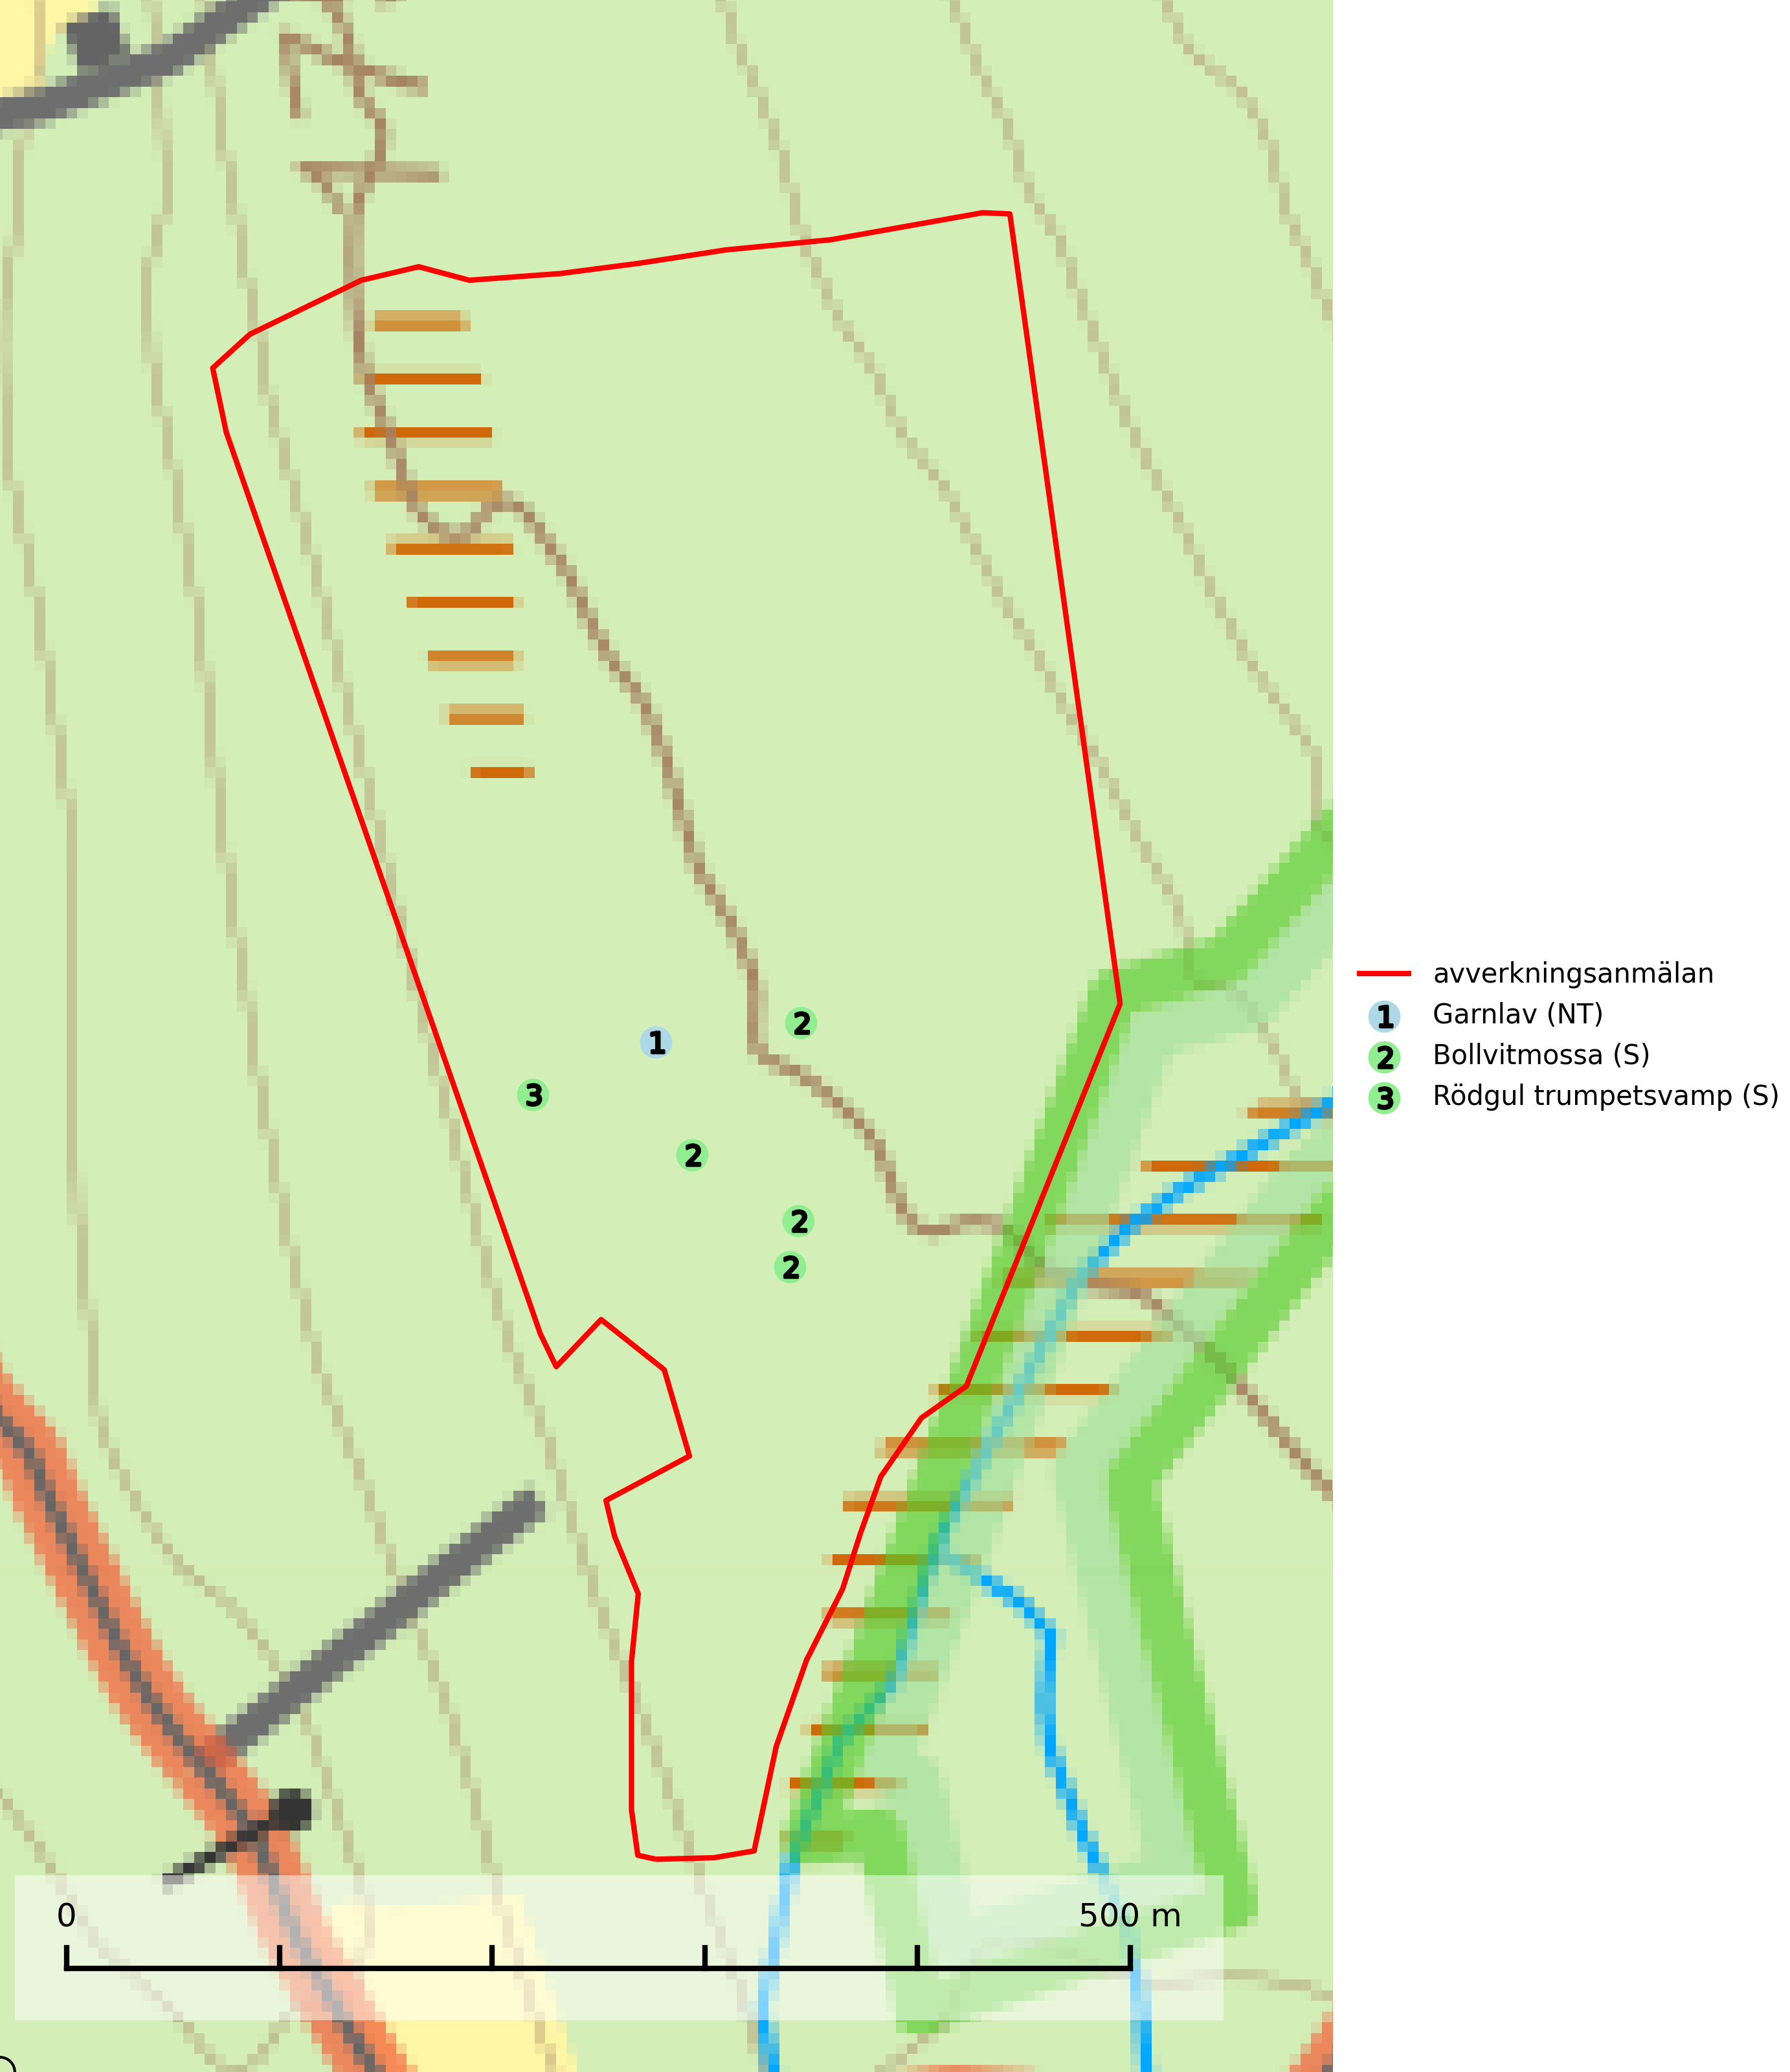 2
1
3
2
2
2
avverkningsanmälan
1 Garnlav (NT)
2 Bollvitmossa (S)
3 Rödgul trumpetsvamp (S)
0 500 m